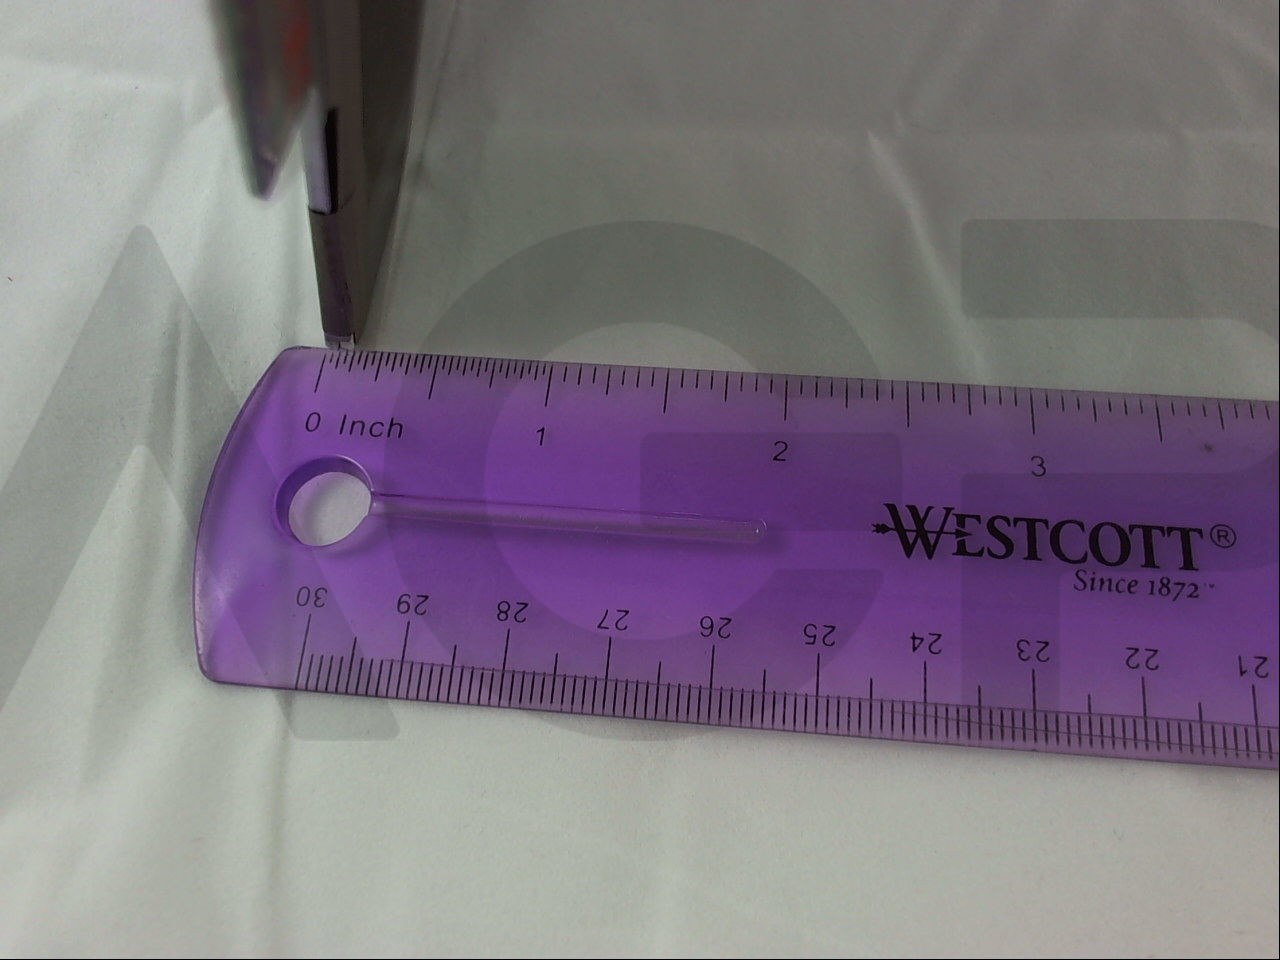 0 Inch 1 2 3
WESTCOTT®
Since 1872™
30 29 28 27 26 25 24 23 22 21